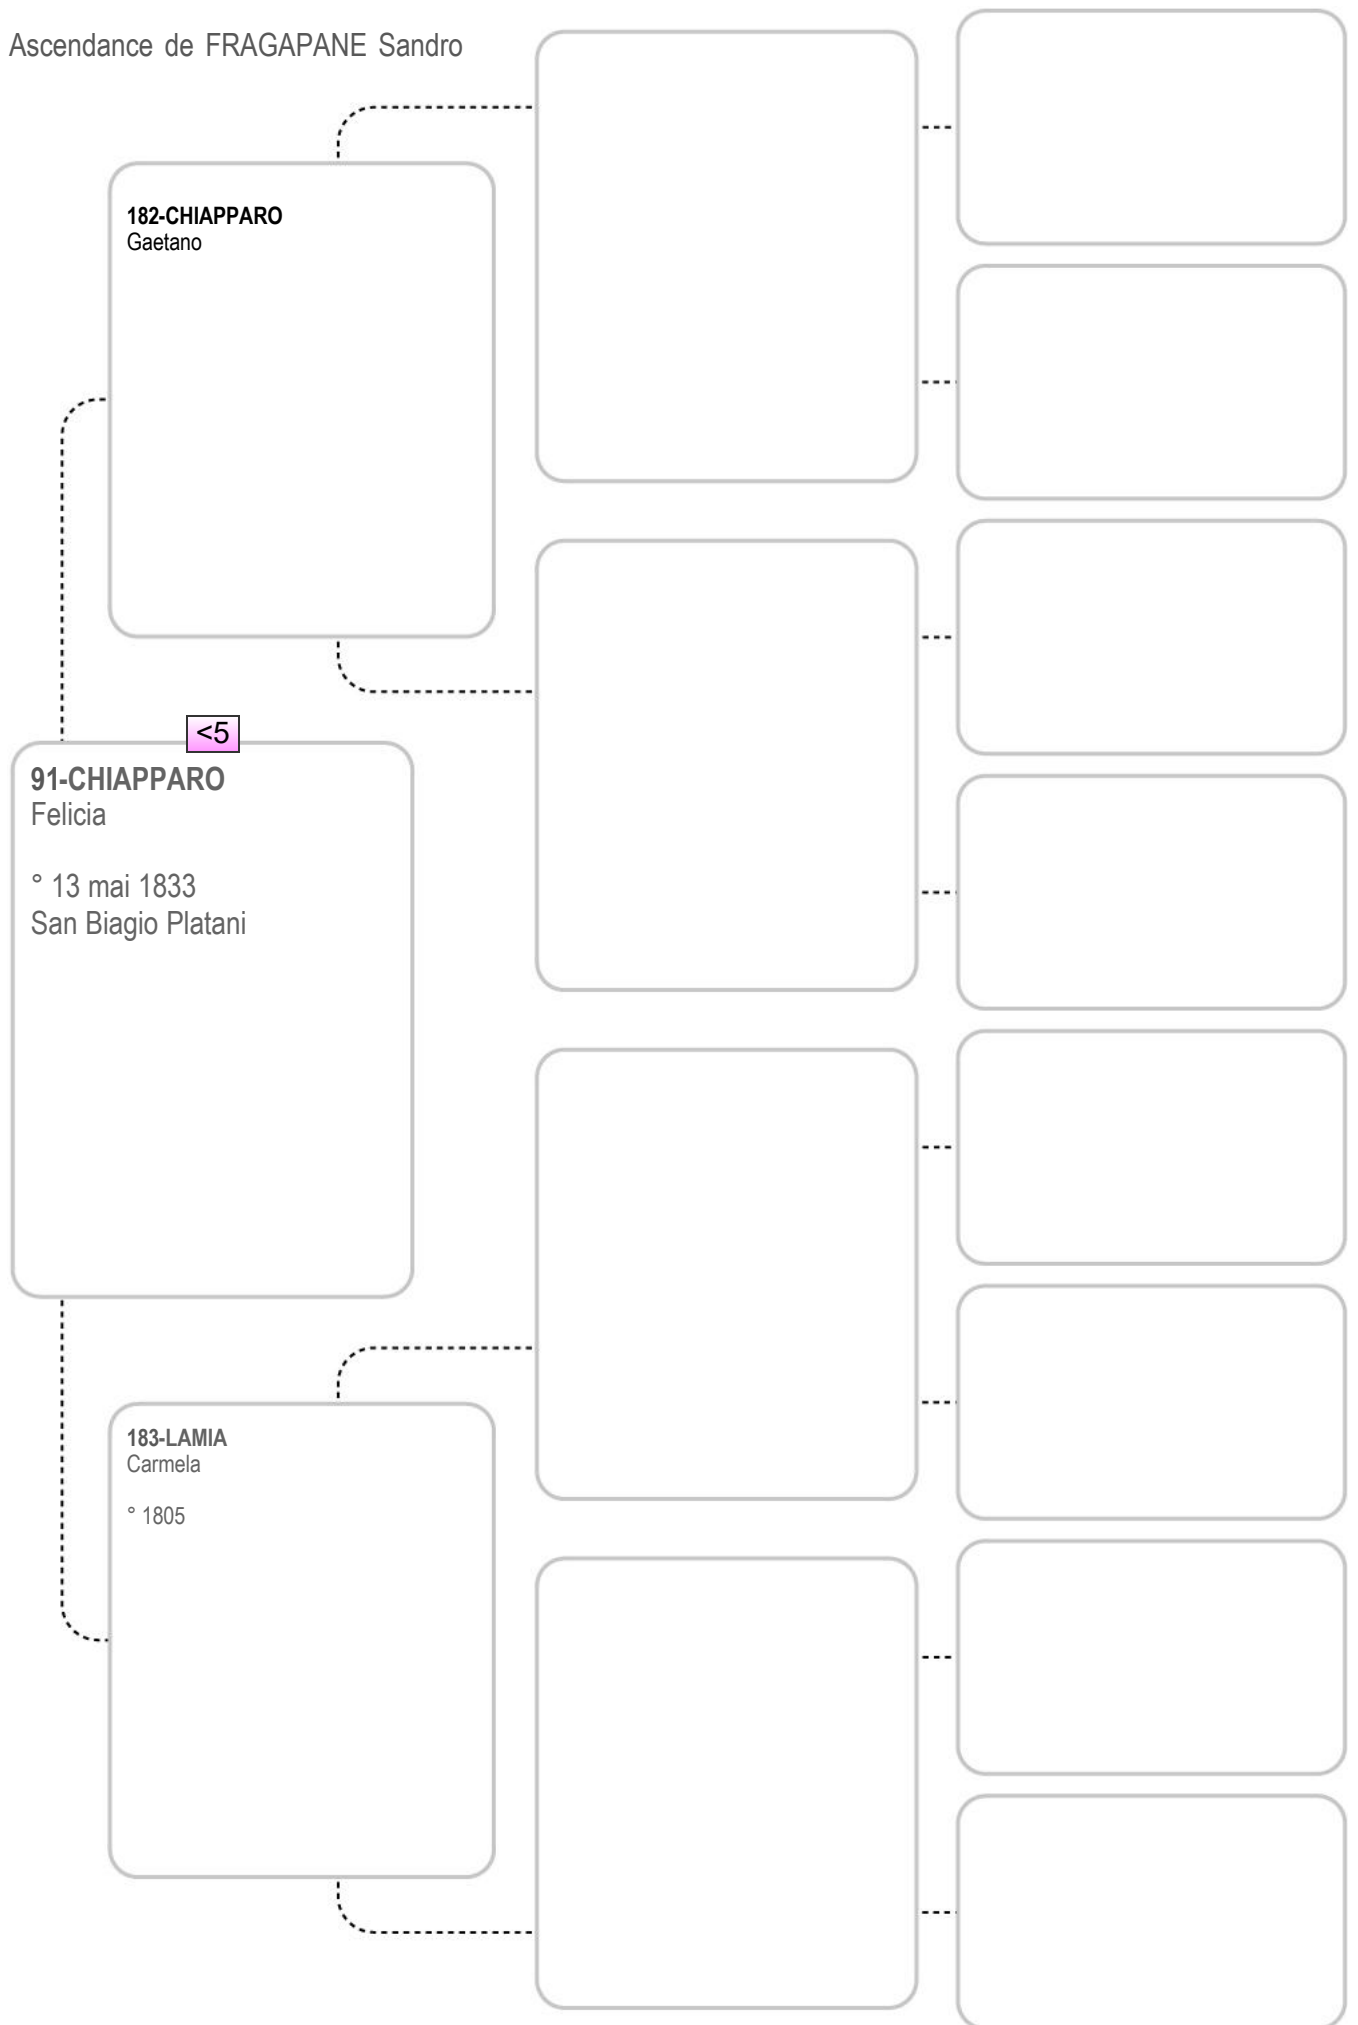 Ascendance de FRAGAPANE Sandro
182-CHIAPPARO
Gaetano
<5
91-CHIAPPARO
Felicia
° 13 mai 1833
San Biagio Platani
183-LAMIA
Carmela
° 1805